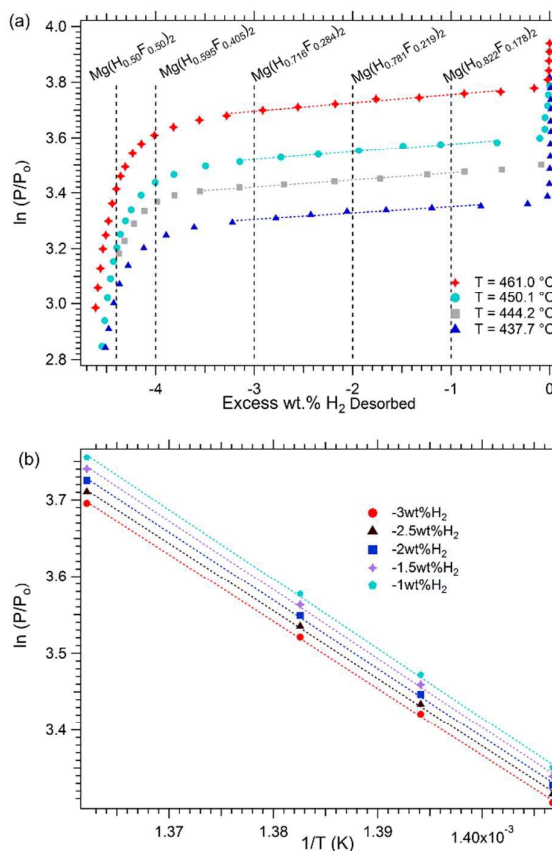 (a)
4.0
3.8
3.6
3.4
3.2
3.0
2.8
ln (P/Pₒ)
Mg(H₀.₅₀F₀.₅₀)₂
Mg(H₀.₅₉₅F₀.₄₀₅)₂
Mg(H₀.₇₁₆F₀.₂₈₄)₂
Mg(H₀.₇₈₁F₀.₂₁₉)₂
Mg(H₀.₈₂₂F₀.₁₇₈)₂
T = 461.0 °C
T = 450.1 °C
T = 444.2 °C
T = 437.7 °C
-4 -3 -2 -1 0
Excess wt.% H₂ Desorbed
(b)
3.7
3.6
3.5
3.4
ln (P/Pₒ)
-3wt%H₂
-2.5wt%H₂
-2wt%H₂
-1.5wt%H₂
-1wt%H₂
1.37 1.38 1.39 1.40x10⁻³
1/T (K)